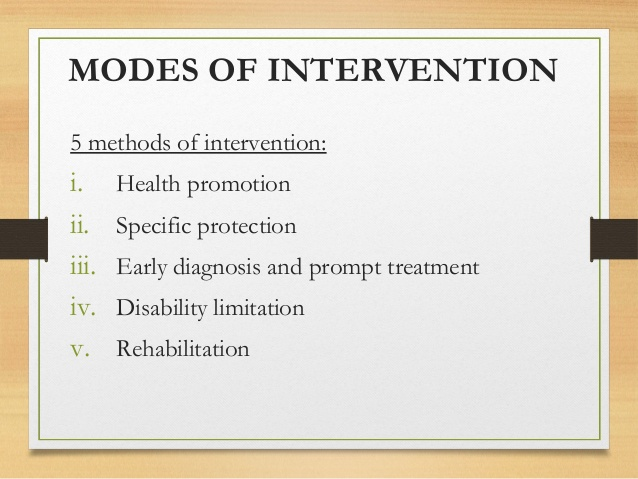 MODES OF INTERVENTION
5 methods of intervention:
i. Health promotion
ii. Specific protection
iii. Early diagnosis and prompt treatment
iv. Disability limitation
v. Rehabilitation